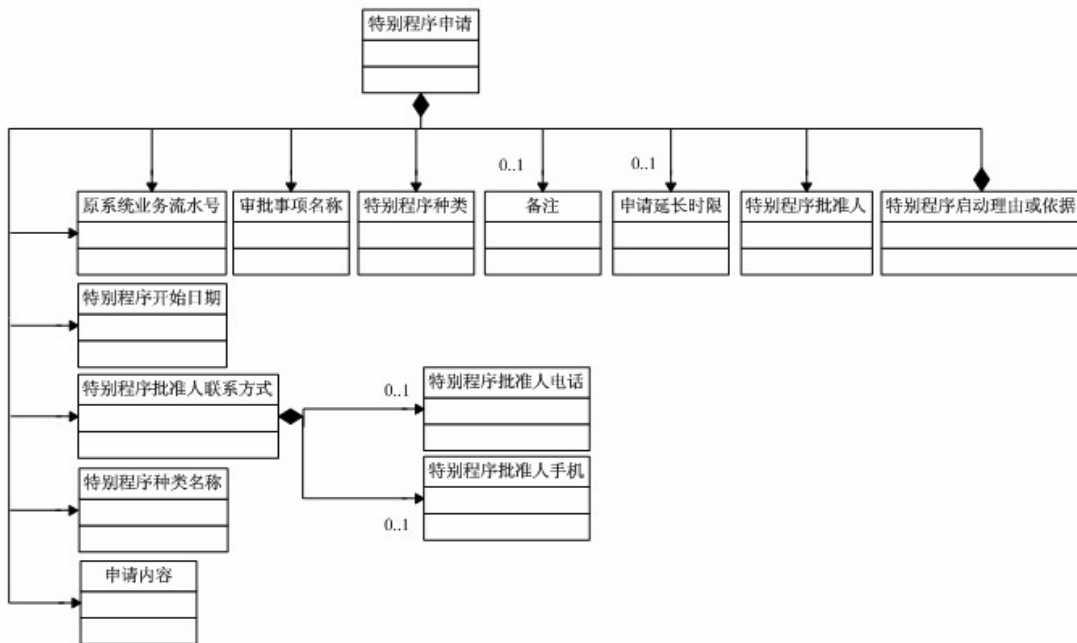 特别程序申请
0..1
0..1
原系统业务流水号
审批事项名称
特别程序种类
备注
申请延长时限
特别程序批准人
特别程序启动理由或依据
特别程序开始日期
特别程序批准人联系方式
0..1
特别程序批准人电话
特别程序种类名称
特别程序批准人手机
0..1
申请内容